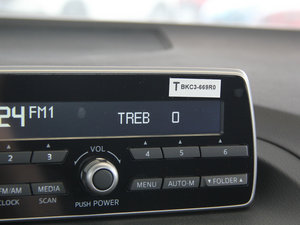 T BKC3-669R0
24 FM1 TREB 0
2 3 VOL 4 5 6
FM/AM MEDIA MENU AUTO-M ▼ FOLDER ▲
CLOCK SCAN PUSH POWER